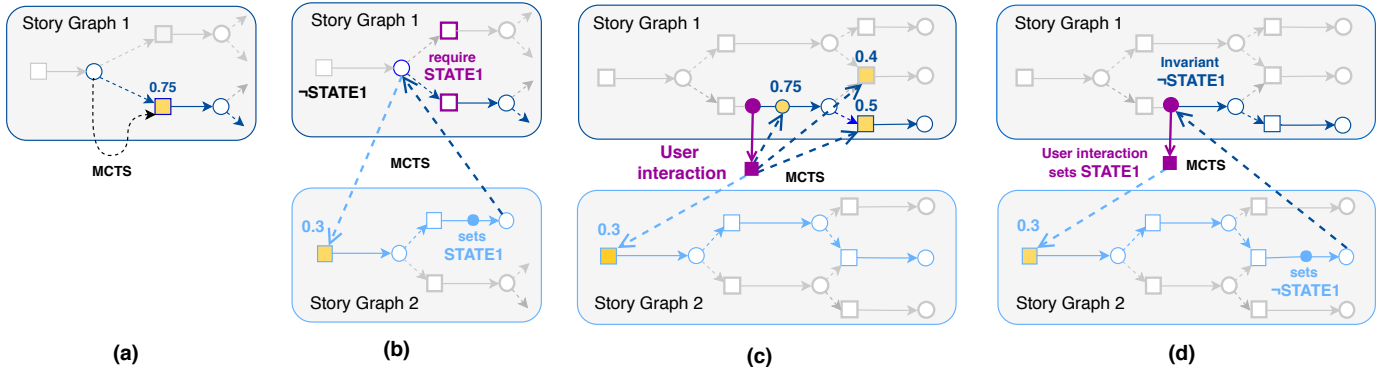 Story Graph 1
0.75
MCTS
(a)
Story Graph 1
require
STATE1
¬STATE1
MCTS
0.3
sets
STATE1
Story Graph 2
(b)
Story Graph 1
0.4
0.75
0.5
User
interaction
MCTS
0.3
Story Graph 2
(c)
Story Graph 1
Invariant
¬STATE1
User interaction
sets STATE1
MCTS
0.3
sets
¬STATE1
Story Graph 2
(d)